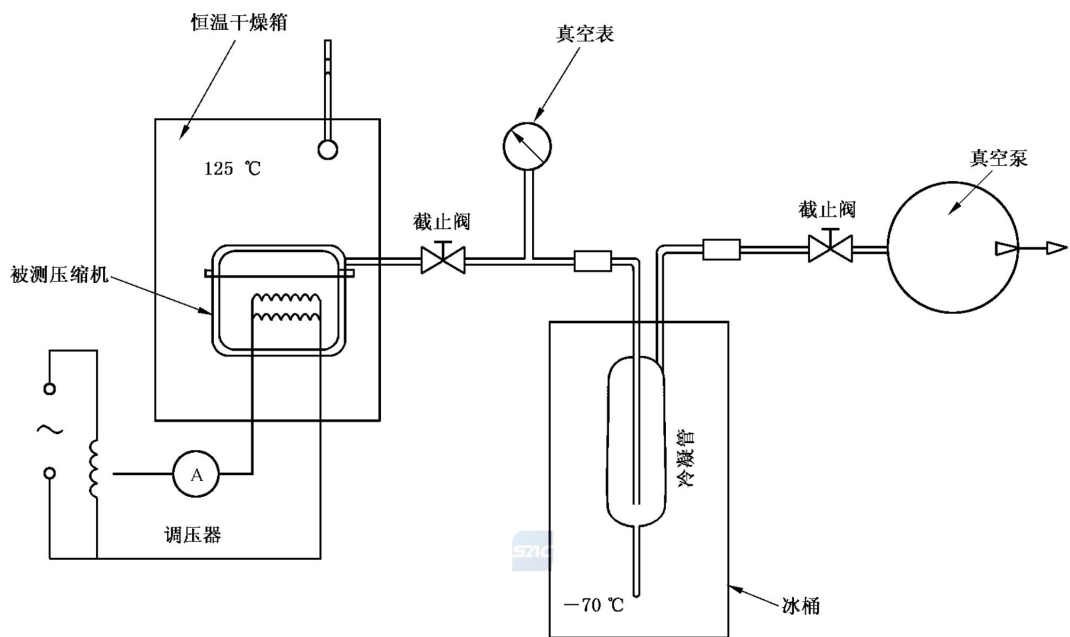 恒温干燥箱
真空表
125 ℃
真空泵
截止阀
截止阀
被测压缩机
冷凝管
A
调压器
SAC
-70 ℃
冰桶